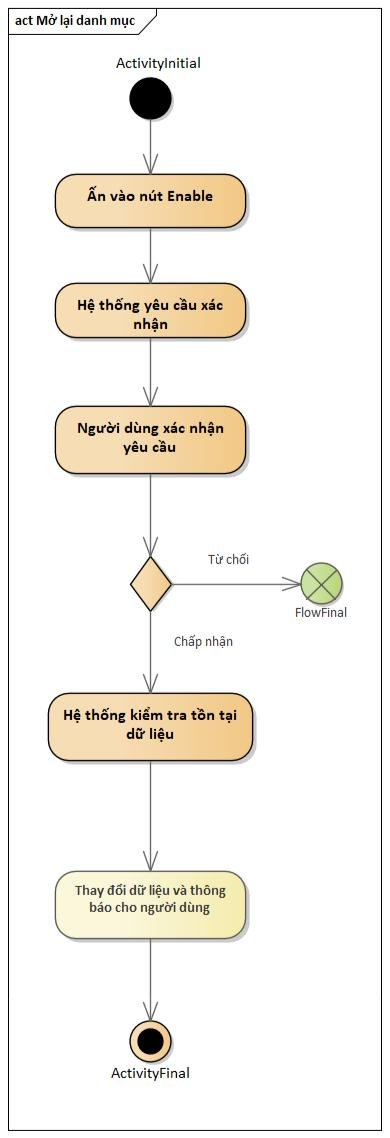 act Mở lại danh mục
ActivityInitial
Ấn vào nút Enable
Hệ thống yêu cầu xác
nhận
Người dùng xác nhận
yêu cầu
Từ chối
FlowFinal
Chấp nhận
Hệ thống kiểm tra tồn tại
dữ liệu
Thay đổi dữ liệu và thông
báo cho người dùng
ActivityFinal